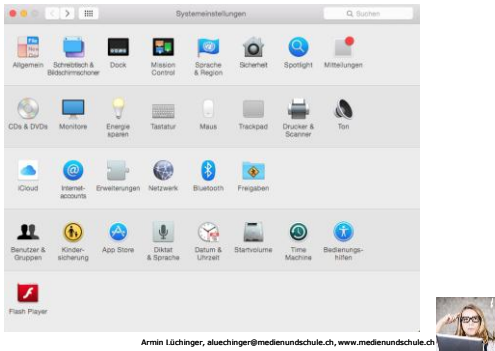 Systemeinstellungen
Suchen
Allgemein
Schreibtisch &
Bildschirmschoner
Dock
Mission
Control
Sprache
& Region
Sicherheit
Spotlight
Mitteilungen
CDs & DVDs
Monitore
Energie
sparen
Tastatur
Maus
Trackpad
Drucker &
Scanner
Ton
iCloud
Internet-
accounts
Erweiterungen
Netzwerk
Bluetooth
Freigaben
Benutzer &
Gruppen
Kinder-
sicherung
App Store
Diktat
& Sprache
Datum &
Uhrzeit
Startvolume
Time
Machine
Bedienungs-
hilfen
Flash Player
Armin Lüchinger, aluechinger@medienundschule.ch, www.medienundschule.ch